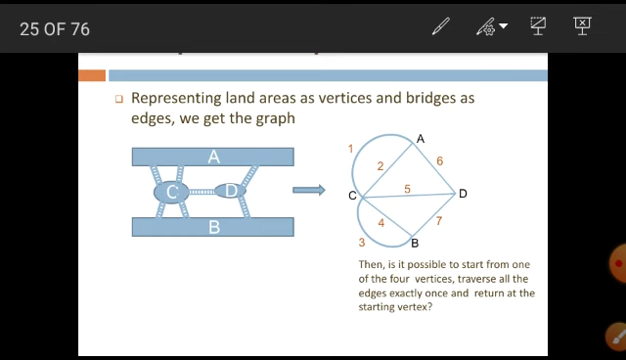 25 OF 76
Representing land areas as vertices and bridges as
edges, we get the graph
A
C
D
B
A
1
2
6
C
5
D
4
7
3
B
Then, is it possible to start from one
of the four vertices, traverse all the
edges exactly once and return at the
starting vertex?